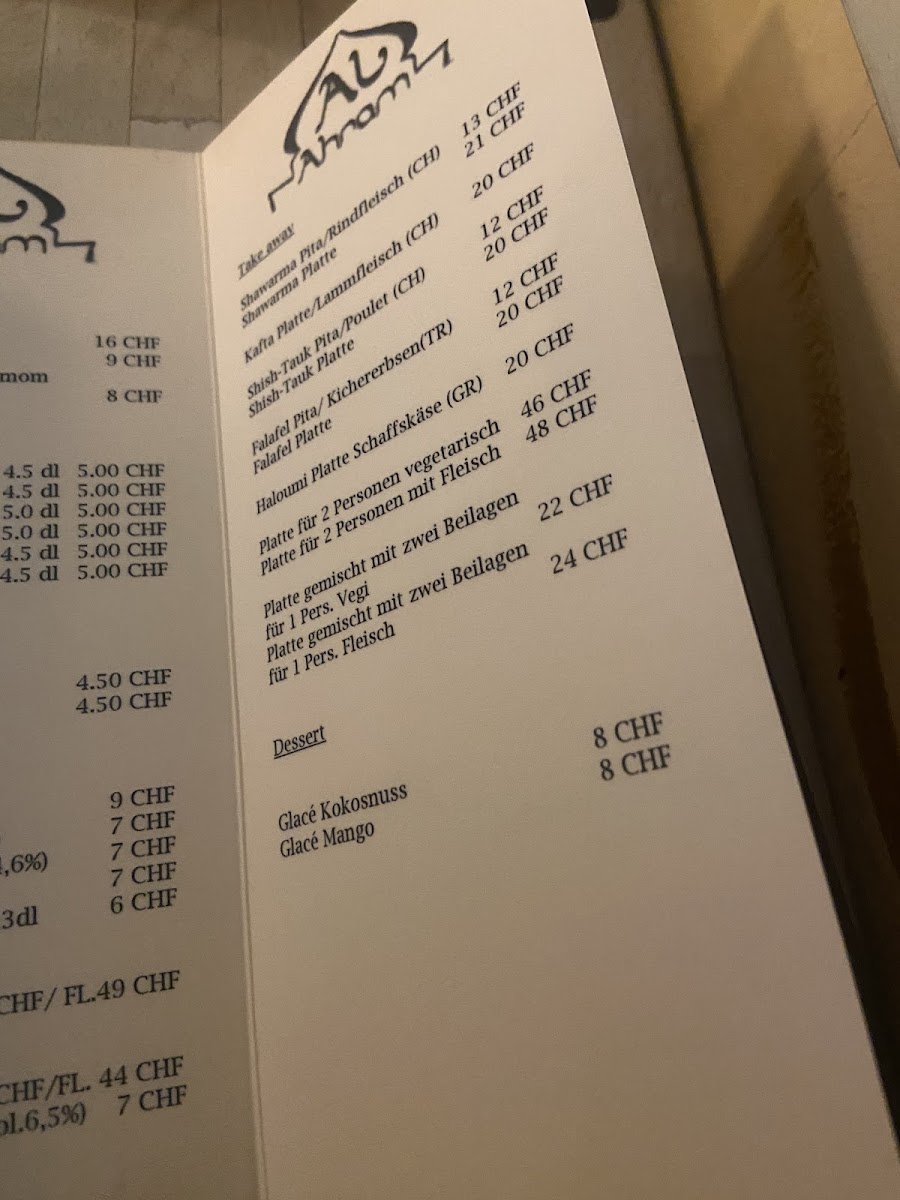 m
16 CHF
9 CHF
mom
8 CHF
4.5 dl 5.00 CHF
4.5 dl 5.00 CHF
5.0 dl 5.00 CHF
5.0 dl 5.00 CHF
4.5 dl 5.00 CHF
4.5 dl 5.00 CHF
4.50 CHF
4.50 CHF
9 CHF
7 CHF
,6%) 7 CHF
7 CHF
3dl 6 CHF
CHF/ FL.49 CHF
CHF/FL. 44 CHF
ol.6,5%) 7 CHF
AL
Ahram
Take away
Shawarma Pita/Rindfleisch (CH) 13 CHF
Shawarma Platte 21 CHF
Kafta Platte/Lammfleisch (CH) 20 CHF
Shish-Tauk Pita/Poulet (CH) 12 CHF
Shish-Tauk Platte 20 CHF
Falafel Pita/ Kichererbsen(TR) 12 CHF
Falafel Platte 20 CHF
Haloumi Platte Schaffskäse (GR) 20 CHF
Platte für 2 Personen vegetarisch 46 CHF
Platte für 2 Personen mit Fleisch 48 CHF
Platte gemischt mit zwei Beilagen 22 CHF
für 1 Pers. Vegi
Platte gemischt mit zwei Beilagen 24 CHF
für 1 Pers. Fleisch
Dessert
Glacé Kokosnuss 8 CHF
Glacé Mango 8 CHF